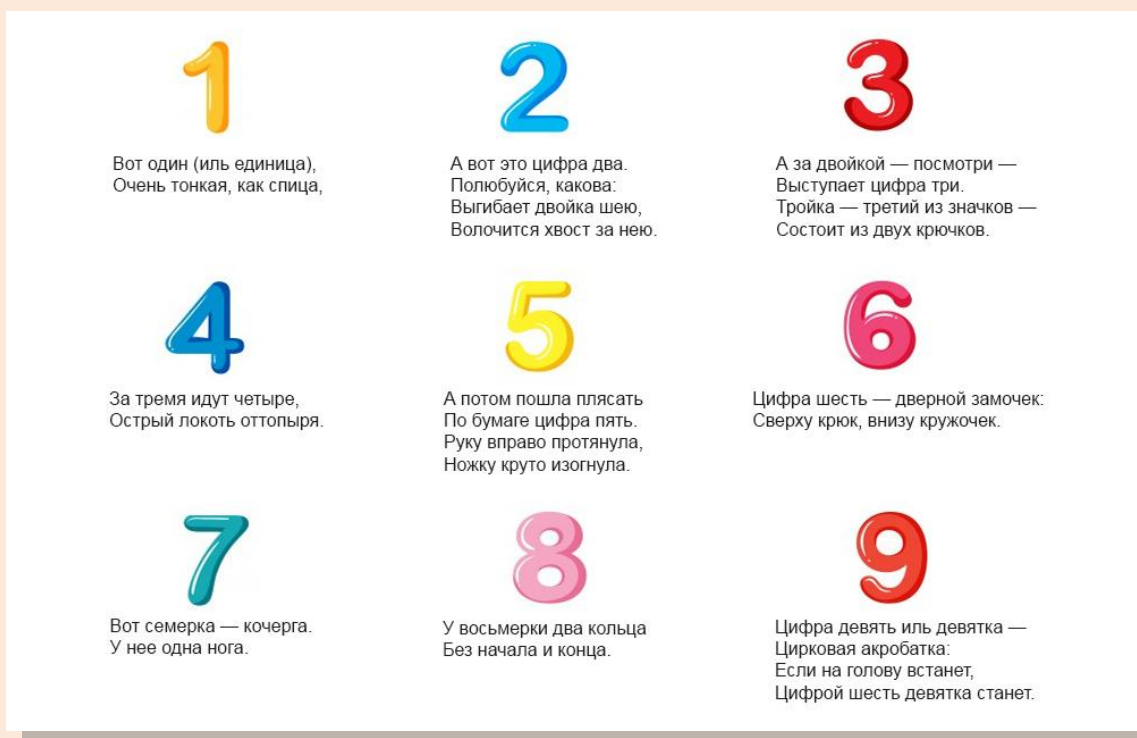 1
Вот один (иль единица),
Очень тонкая, как спица,
2
А вот это цифра два.
Полюбуйся, какова:
Выгибает двойка шею,
Волочится хвост за нею.
3
А за двойкой — посмотри —
Выступает цифра три.
Тройка — третий из значков —
Состоит из двух крючков.
4
За тремя идут четыре,
Острый локоть оттопыря.
5
А потом пошла плясать
По бумаге цифра пять.
Руку вправо протянула,
Ножку круто изогнула.
6
Цифра шесть — дверной замочек:
Сверху крюк, внизу кружочек.
7
Вот семерка — кочерга.
У нее одна нога.
8
У восьмерки два кольца
Без начала и конца.
9
Цифра девять иль девятка —
Цирковая акробатка:
Если на голову встанет,
Цифрой шесть девятка станет.